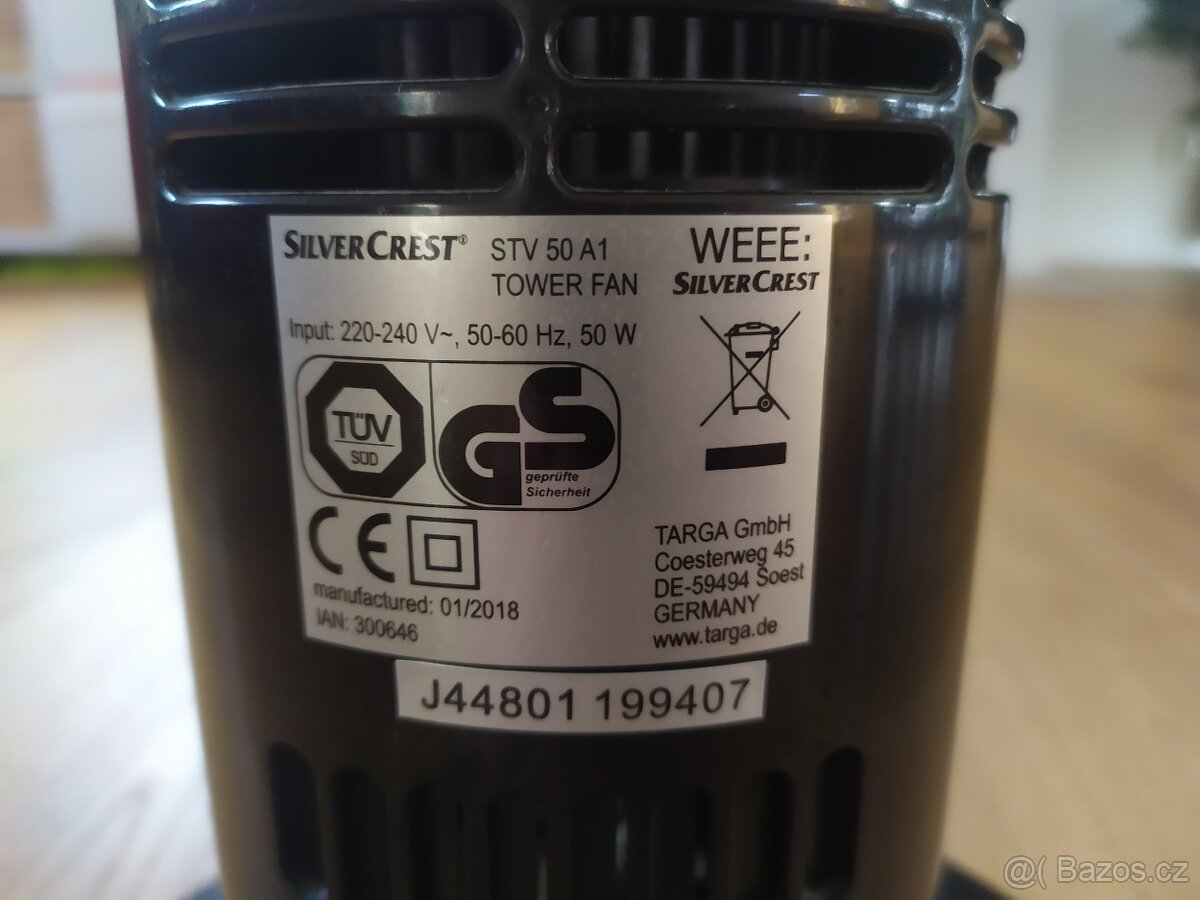 SILVERCREST® STV 50 A1
TOWER FAN
Input: 220-240 V~, 50-60 Hz, 50 W
TÜV
SÜD
GS
geprüfte
Sicherheit
CE
manufactured: 01/2018
IAN: 300646
WEEE:
SILVERCREST
TARGA GmbH
Coesterweg 45
DE-59494 Soest
GERMANY
www.targa.de
J44801 199407
@( Bazos.cz